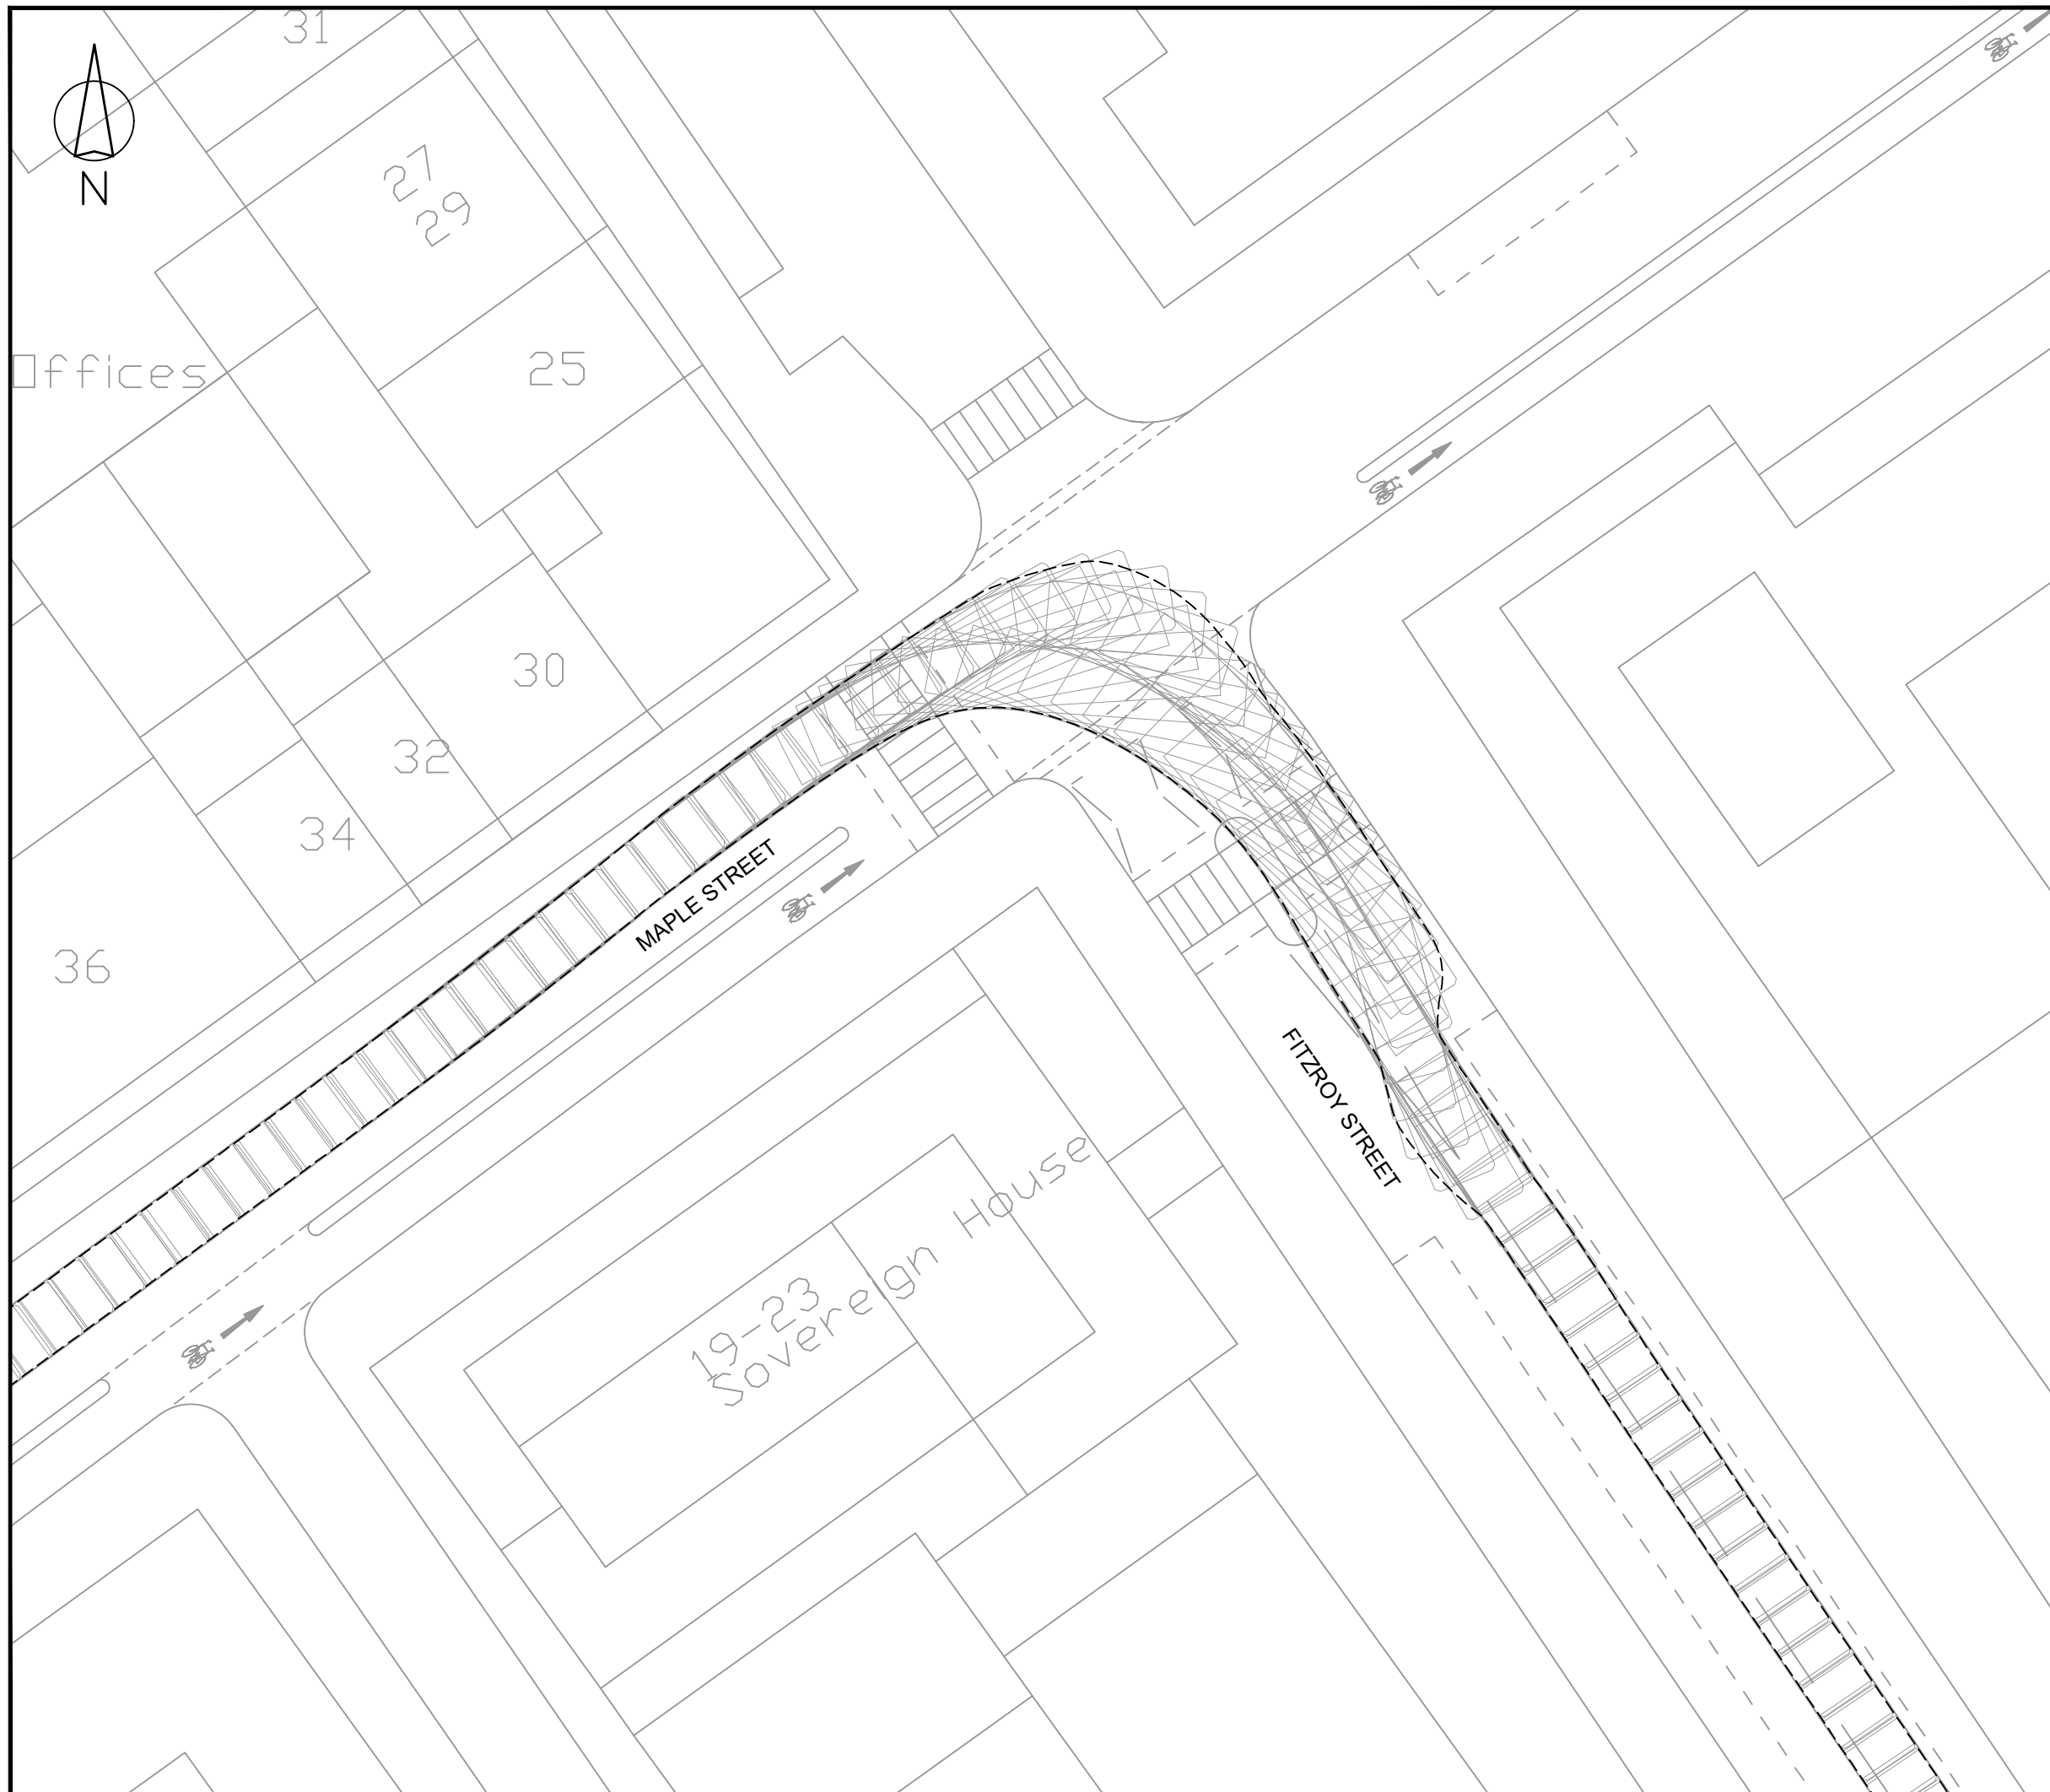 31
N
27
29
Offices
25
30
32
34
36
MAPLE STREET
FITZROY STREET
19-23
Sovereign House